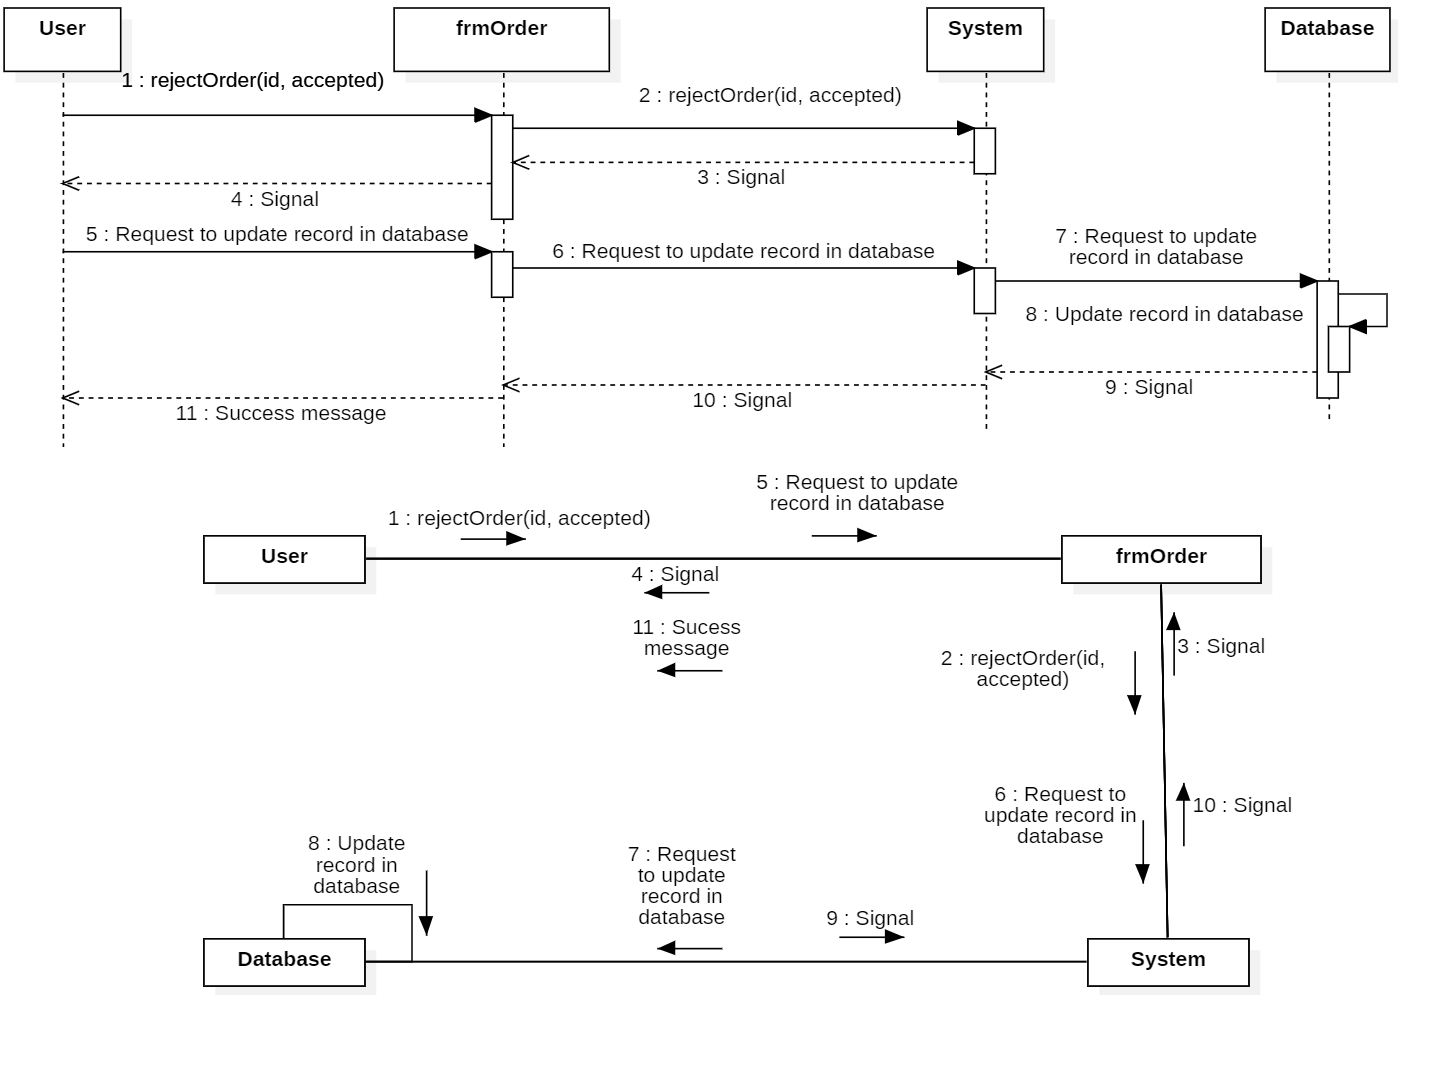 User
frmOrder
System
Database
1 : rejectOrder(id, accepted)
2 : rejectOrder(id, accepted)
3 : Signal
4 : Signal
5 : Request to update record in database
6 : Request to update record in database
7 : Request to update
record in database
8 : Update record in database
9 : Signal
10 : Signal
11 : Success message
5 : Request to update
record in database
1 : rejectOrder(id, accepted)
User
frmOrder
4 : Signal
11 : Sucess
message
3 : Signal
2 : rejectOrder(id,
accepted)
6 : Request to
update record in
database
10 : Signal
8 : Update
record in
database
7 : Request
to update
record in
database
9 : Signal
Database
System